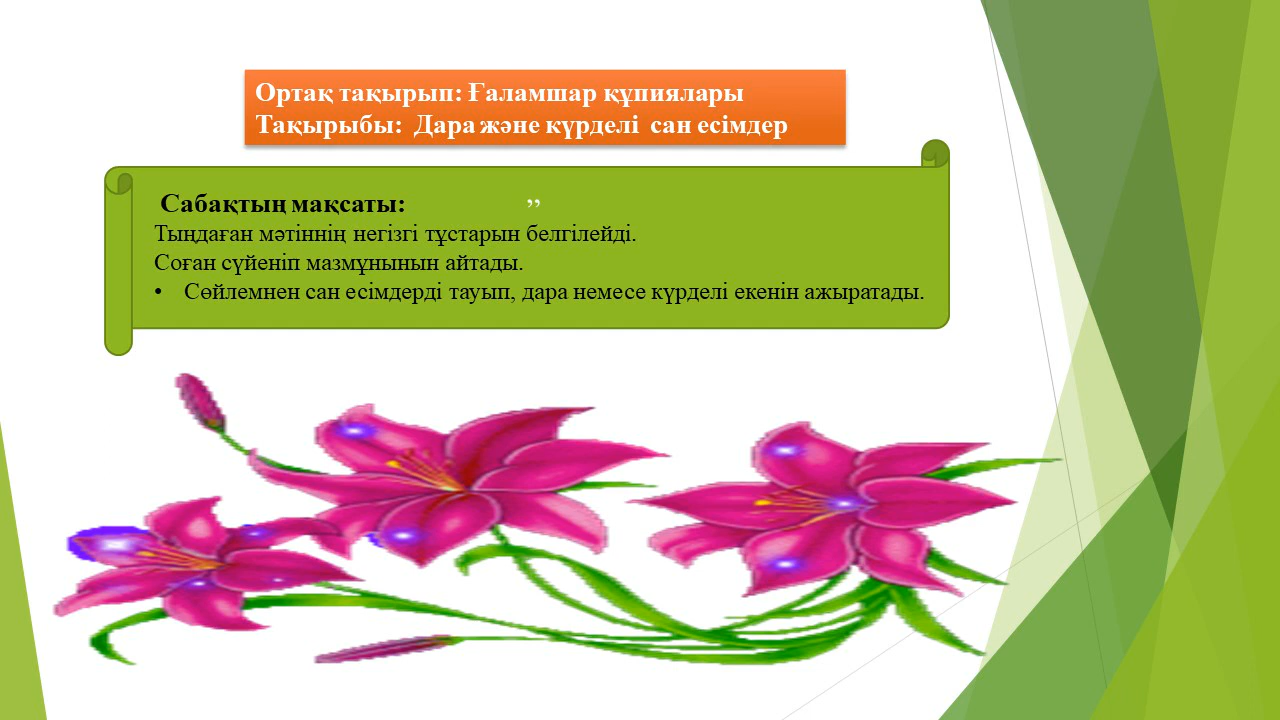 Ортақ тақырып: Ғаламшар құпиялары
Тақырыбы: Дара және күрделі сан есімдер
Сабақтың мақсаты: ”
Тыңдаған мәтіннің негізгі тұстарын белгілейді.
Соған сүйеніп мазмұнынын айтады.
• Сөйлемнен сан есімдерді тауып, дара немесе күрделі екенін ажыратады.